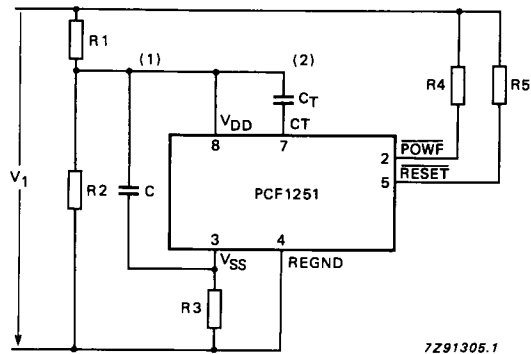 R1
(1)
(2)
R4
R5
CT
VDD
CT
8
7
POWF
2
RESET
5
V1
R2
C
PCF1251
3
4
VSS
REGND
R3
7Z91305.1